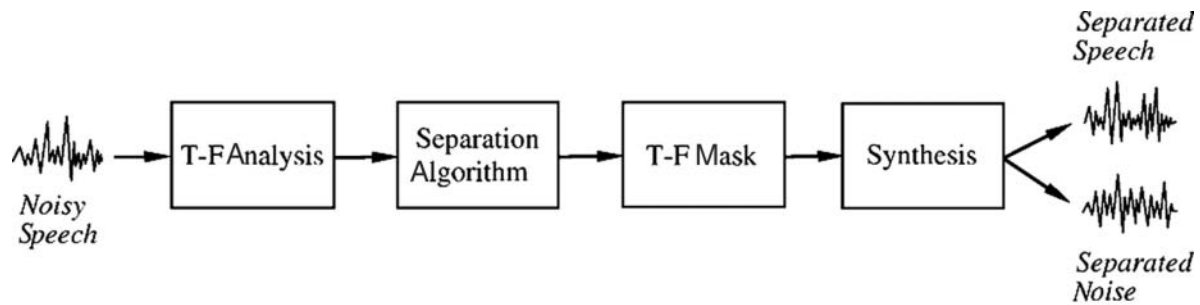 Noisy
Speech
T-F Analysis
Separation
Algorithm
T-F Mask
Synthesis
Separated
Speech
Separated
Noise